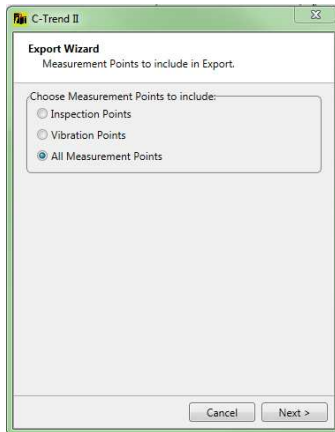 C-Trend II
Export Wizard
Measurement Points to include in Export.
Choose Measurement Points to include:
Inspection Points
Vibration Points
All Measurement Points
Cancel
Next >